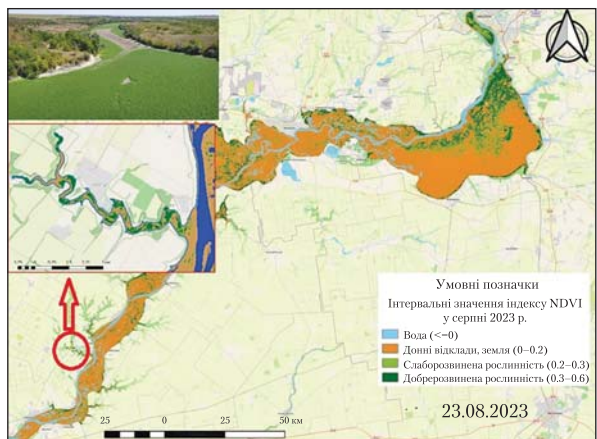 Умовні позначки
Інтервальні значення індексу NDVI
у серпні 2023 р.
Вода (<=0)
Донні відклади, земля (0–0.2)
Слаборозвинена рослинність (0.2–0.3)
Добророзвинена рослинність (0.3–0.6)
23.08.2023
25 0 25 50 км